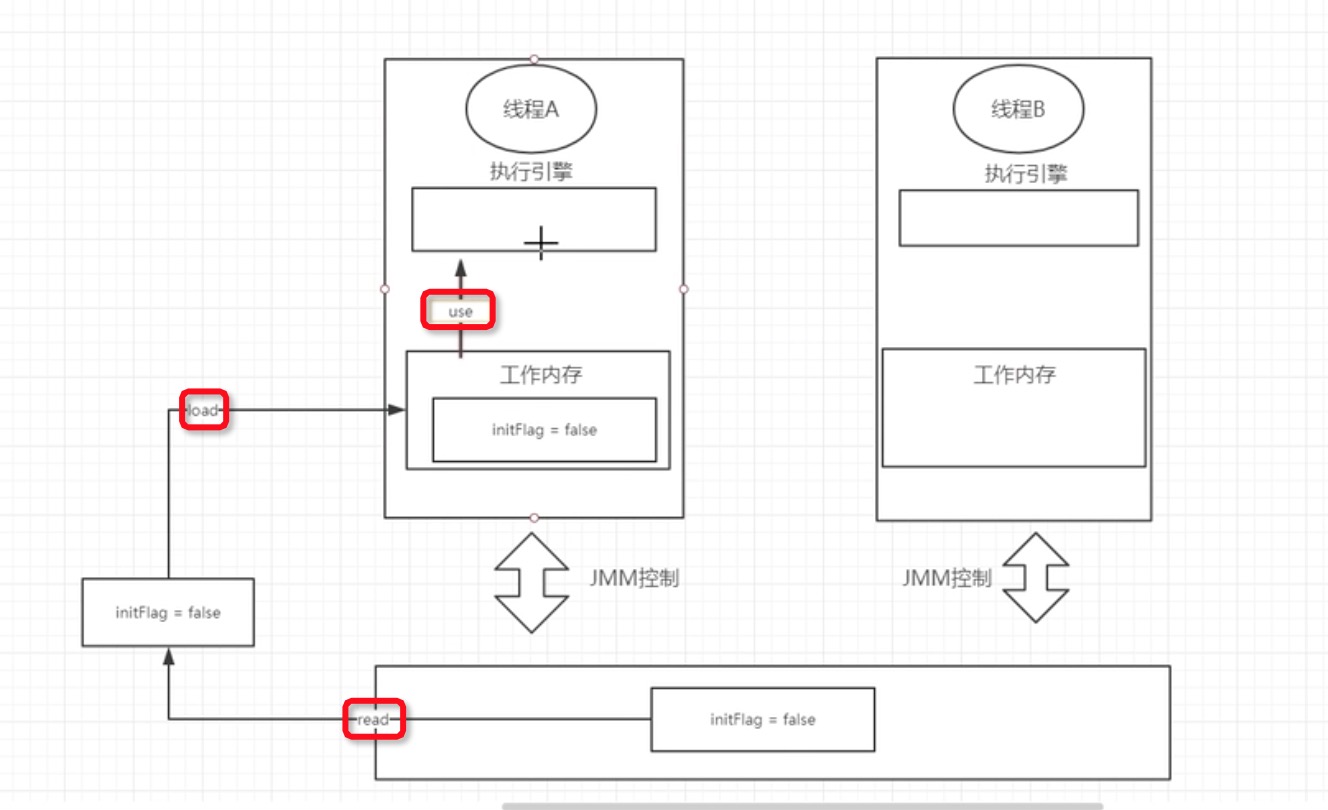 线程A
线程B
执行引擎
执行引擎
use
工作内存
工作内存
load
initFlag = false
JMM控制
JMM控制
initFlag = false
read
initFlag = false